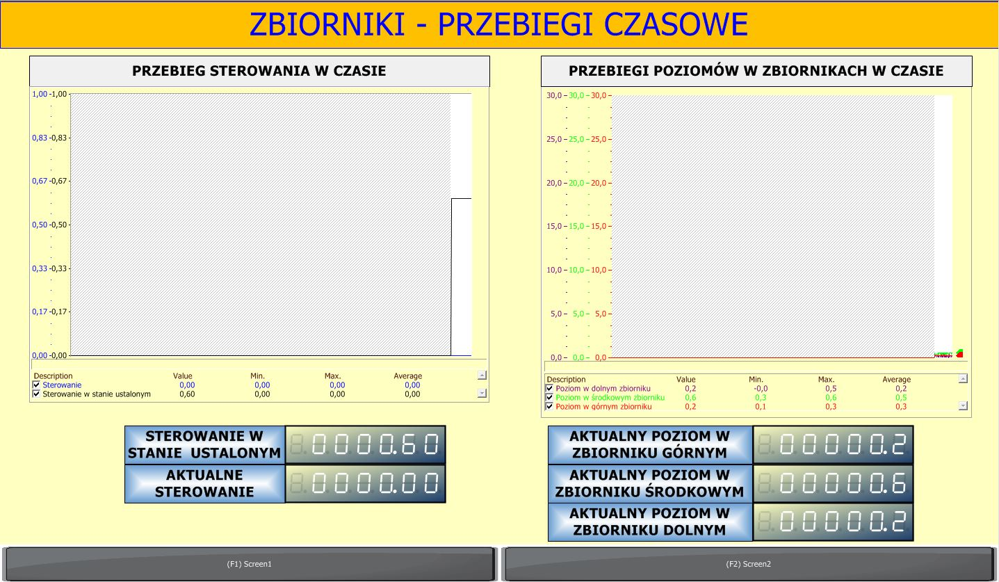 ZBIORNIKI - PRZEBIEGI CZASOWE
PRZEBIEG STEROWANIA W CZASIE
1,00 -1,00
0,83 -0,83
0,67 -0,67
0,50 -0,50
0,33 -0,33
0,17 -0,17
0,00 -0,00
Description Value Min. Max. Average
Sterowanie 0,00 0,00 0,00 0,00
Sterowanie w stanie ustalonym 0,60 0,00 0,00 0,00
STEROWANIE W
STANIE USTALONYM
0000.60
AKTUALNE
STEROWANIE
0000.00
PRZEBIEGI POZIOMÓW W ZBIORNIKACH W CZASIE
30,0 30,0 30,0
25,0 25,0 25,0
20,0 20,0 20,0
15,0 15,0 15,0
10,0 10,0 10,0
5,0 5,0 5,0
0,0 0,0 0,0
Description Value Min. Max. Average
Poziom w dolnym zbiorniku 0,2 -0,0 0,5 0,2
Poziom w środkowym zbiorniku 0,6 0,3 0,6 0,5
Poziom w górnym zbiorniku 0,2 0,1 0,3 0,3
AKTUALNY POZIOM W
ZBIORNIKU GÓRNYM
00000.2
AKTUALNY POZIOM W
ZBIORNIKU ŚRODKOWYM
00000.6
AKTUALNY POZIOM W
ZBIORNIKU DOLNYM
00000.2
(F1) Screen1
(F2) Screen2